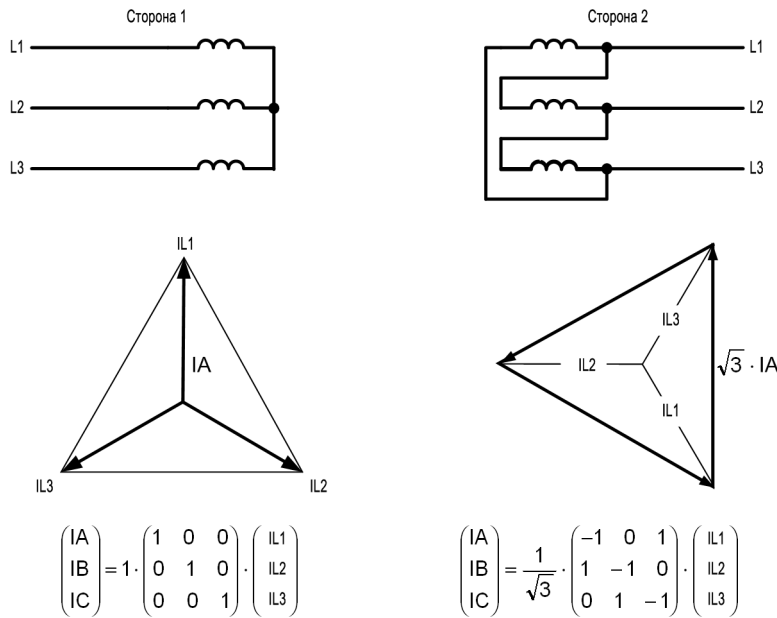 Сторона 1
Сторона 2
L1
L2
L3
L1
L2
L3
IL1
IA
IL3
IL2
IL3
IL2
IL1
√3 · IA
(IA) = 1 · (1 0 0) · (IL1)
(IB) (0 1 0) (IL2)
(IC) (0 0 1) (IL3)
(IA) = 1/√3 · (−1 0 1) · (IL1)
(IB) (1 −1 0) (IL2)
(IC) (0 1 −1) (IL3)